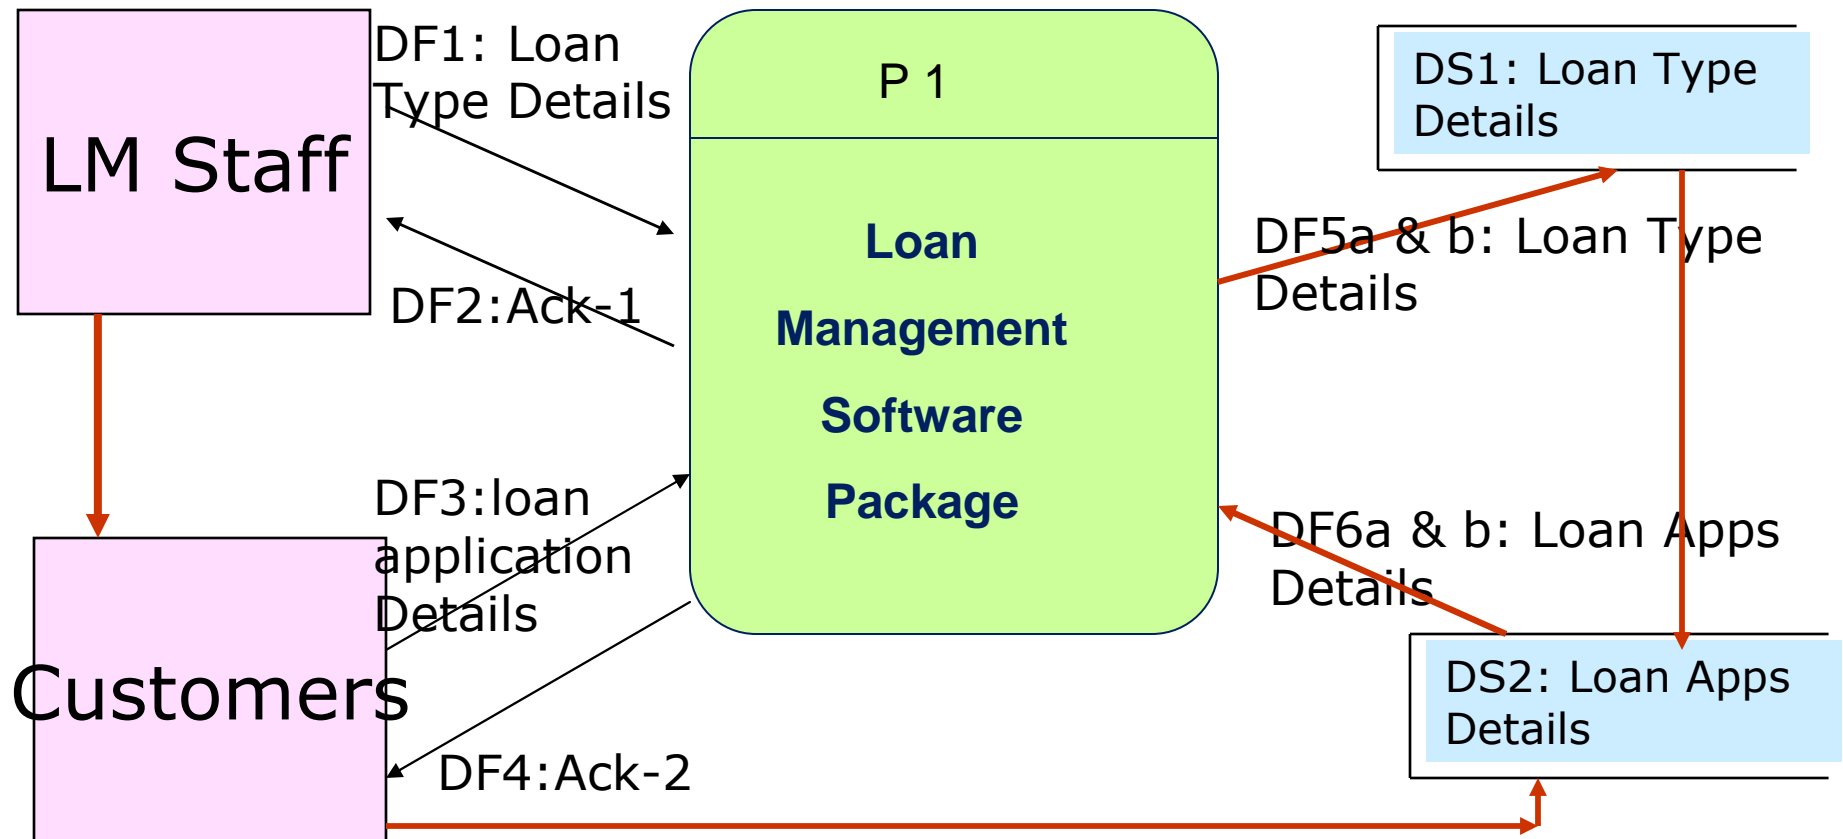 DF1: Loan
Type Details
LM Staff
DF2:Ack-1
P 1
Loan
Management
Software
Package
DS1: Loan Type
Details
DF5a & b: Loan Type
Details
DF3:loan
application
Details
Customers
DF4:Ack-2
DF6a & b: Loan Apps
Details
DS2: Loan Apps
Details